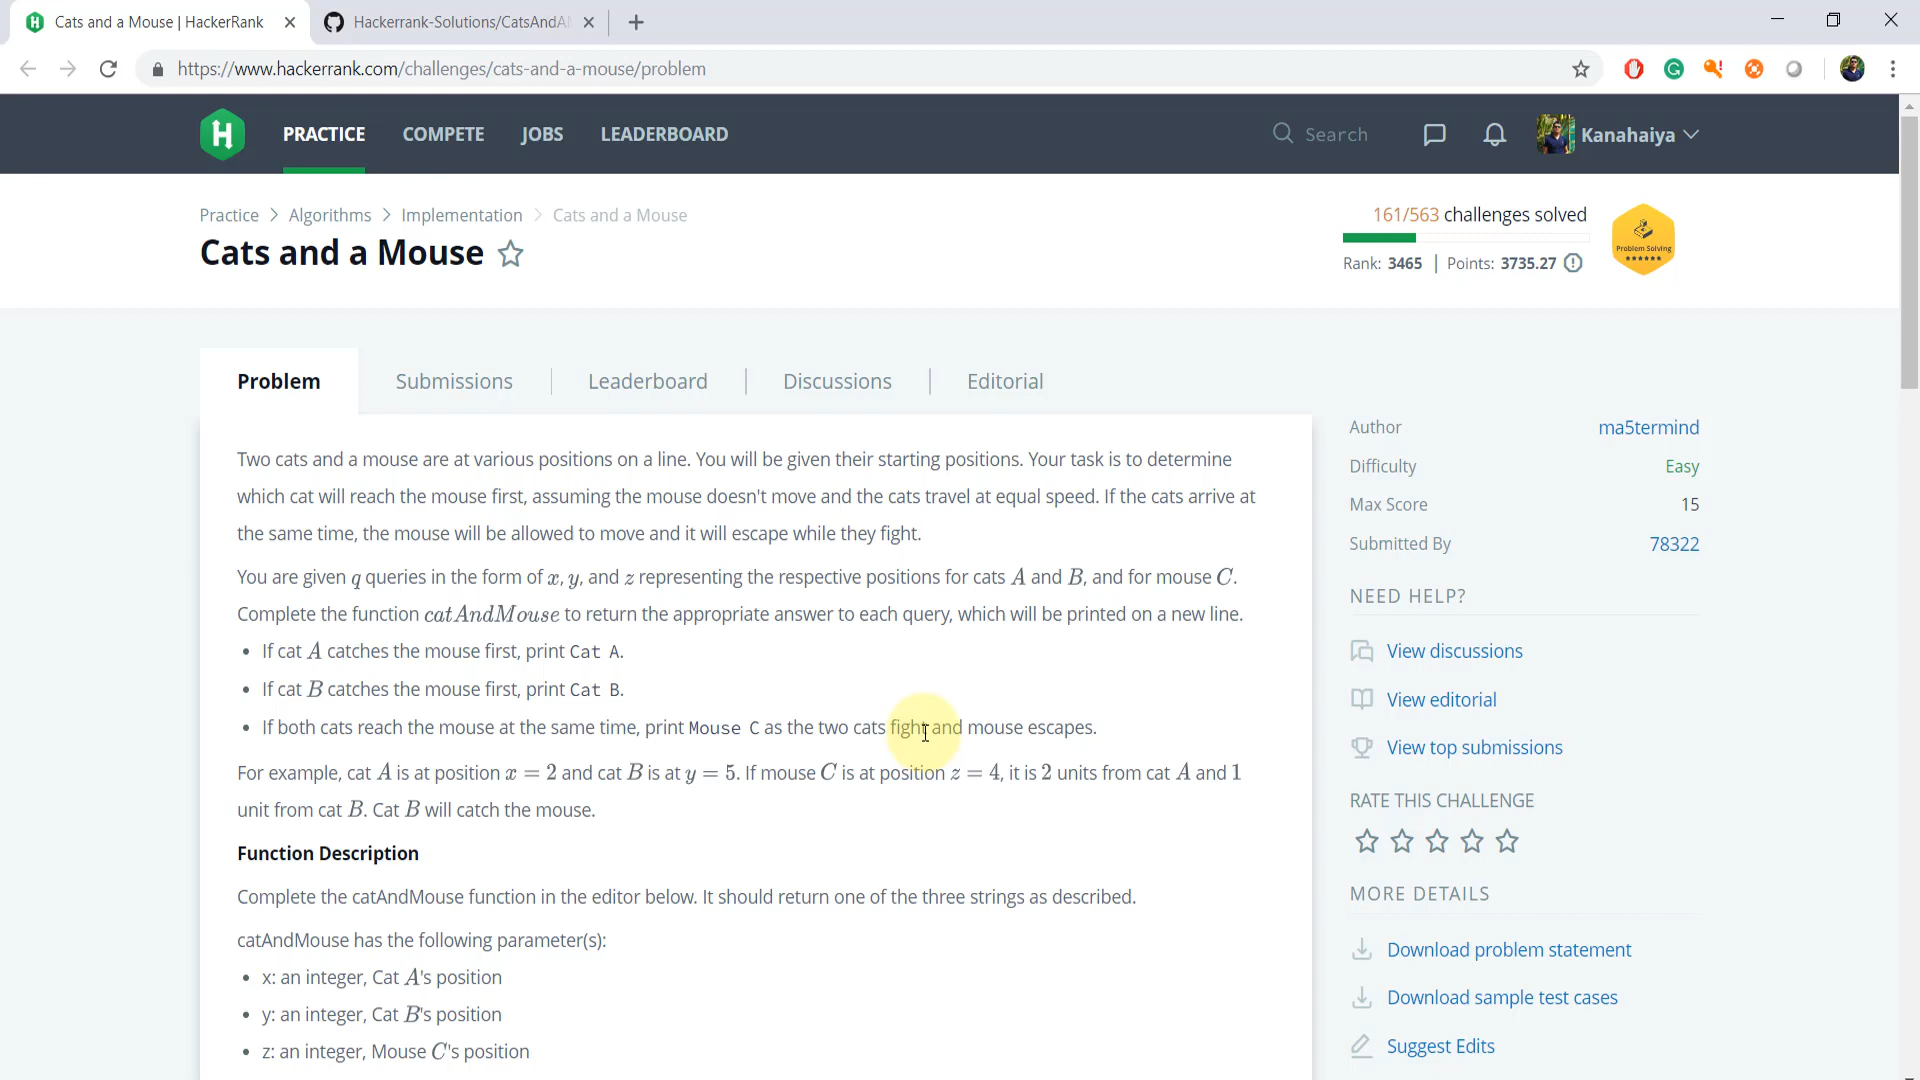 Cats and a Mouse | HackerRank
Hackerrank-Solutions/CatsAndA
https://www.hackerrank.com/challenges/cats-and-a-mouse/problem
PRACTICE COMPETE JOBS LEADERBOARD Search Kanahaiya
Practice > Algorithms > Implementation > Cats and a Mouse
Cats and a Mouse
161/563 challenges solved
Rank: 3465 | Points: 3735.27
Problem Solving
Problem Submissions Leaderboard Discussions Editorial
Two cats and a mouse are at various positions on a line. You will be given their starting positions. Your task is to determine
which cat will reach the mouse first, assuming the mouse doesn't move and the cats travel at equal speed. If the cats arrive at
the same time, the mouse will be allowed to move and it will escape while they fight.
You are given q queries in the form of x, y, and z representing the respective positions for cats A and B, and for mouse C.
Complete the function catAndMouse to return the appropriate answer to each query, which will be printed on a new line.
• If cat A catches the mouse first, print Cat A.
• If cat B catches the mouse first, print Cat B.
• If both cats reach the mouse at the same time, print Mouse C as the two cats fight and mouse escapes.
For example, cat A is at position x = 2 and cat B is at y = 5. If mouse C is at position z = 4, it is 2 units from cat A and 1
unit from cat B. Cat B will catch the mouse.
Function Description
Complete the catAndMouse function in the editor below. It should return one of the three strings as described.
catAndMouse has the following parameter(s):
• x: an integer, Cat A's position
• y: an integer, Cat B's position
• z: an integer, Mouse C's position
Author ma5termind
Difficulty Easy
Max Score 15
Submitted By 78322
NEED HELP?
View discussions
View editorial
View top submissions
RATE THIS CHALLENGE
MORE DETAILS
Download problem statement
Download sample test cases
Suggest Edits